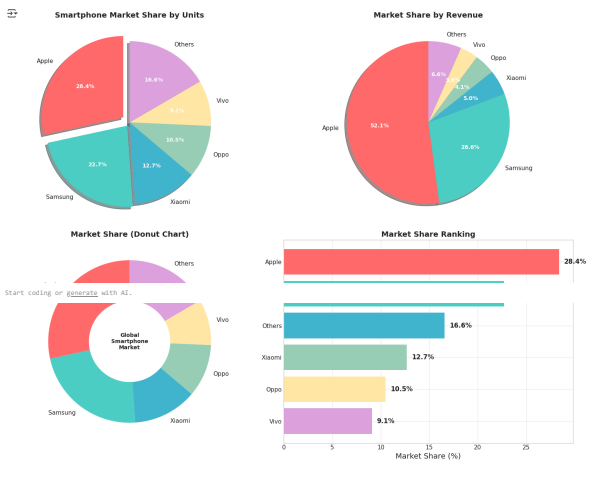 Smartphone Market Share by Units
Others
Apple
16.6%
28.4%
Vivo
10.5%
Oppo
22.7%
12.7%
Samsung
Xiaomi
Market Share by Revenue
Others
Vivo
Oppo
6.6%
Xiaomi
4.1%
5.0%
Apple
52.1%
28.6%
Samsung
Market Share (Donut Chart)
Others
Start coding or generate with AI.
Vivo
Global
Smartphone
Market
Oppo
Samsung
Xiaomi
Market Share Ranking
Apple
28.4%
Others
16.6%
Xiaomi
12.7%
Oppo
10.5%
Vivo
9.1%
0
5
10
15
20
25
Market Share (%)